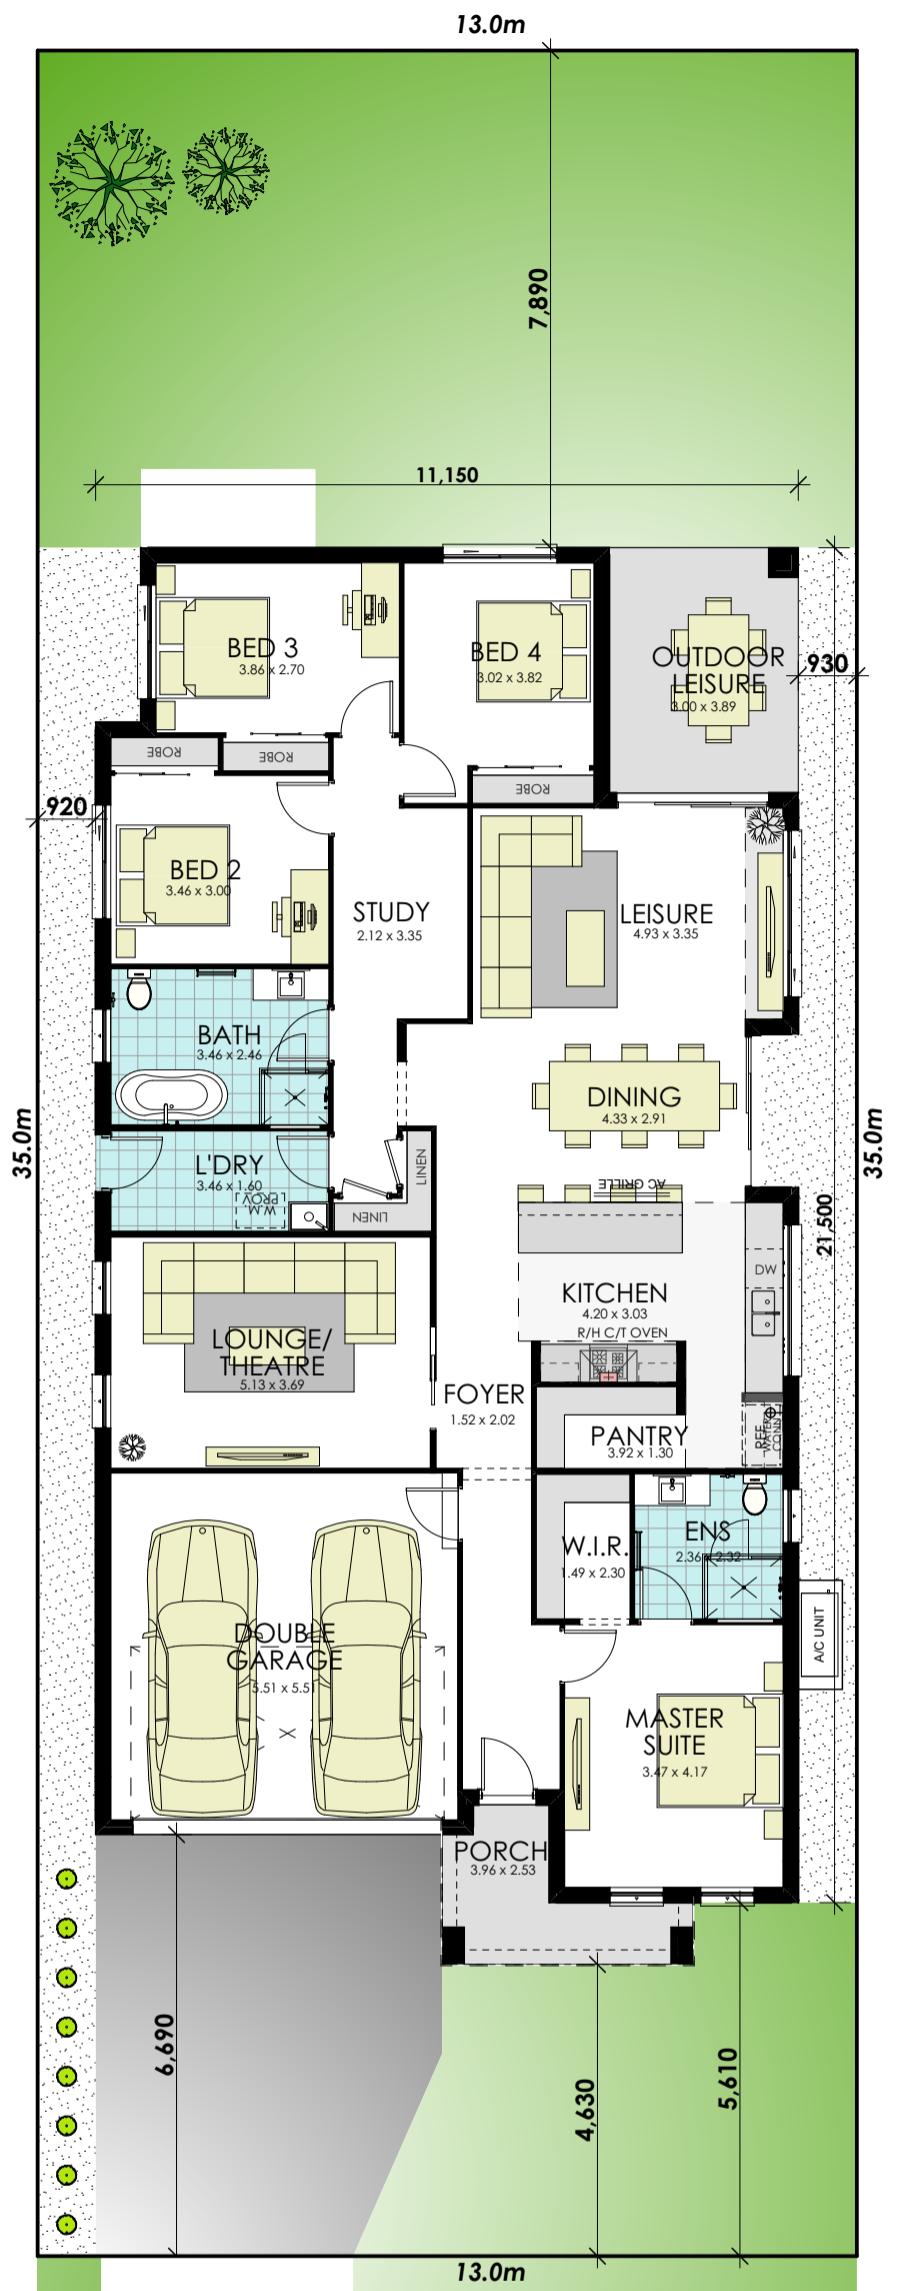 13.0m
7,890
11,150
BED 3
3.86 x 2.70
BED 4
3.02 x 3.82
OUTDOOR
LEISURE
3.00 x 3.89
930
ROBE
ROBE
ROBE
920
BED 2
3.46 x 3.00
STUDY
2.12 x 3.35
LEISURE
4.93 x 3.35
BATH
3.46 x 2.46
DINING
4.33 x 2.91
35.0m
35.0m
L'DRY
3.46 x 1.60
W.M.
PROV.
LINEN
LINEN
AC GRILLE
21,500
KITCHEN
4.20 x 3.03
R/H C/T OVEN
DW
LOUNGE/
THEATRE
5.13 x 3.69
FOYER
1.52 x 2.02
PANTRY
3.92 x 1.30
REF.
WATER
CONN.
W.I.R.
1.49 x 2.30
ENS
2.36 x 2.32
A/C UNIT
DOUBLE
GARAGE
5.51 x 5.51
MASTER
SUITE
3.47 x 4.17
PORCH
3.96 x 2.53
6,690
4,630
5,610
13.0m